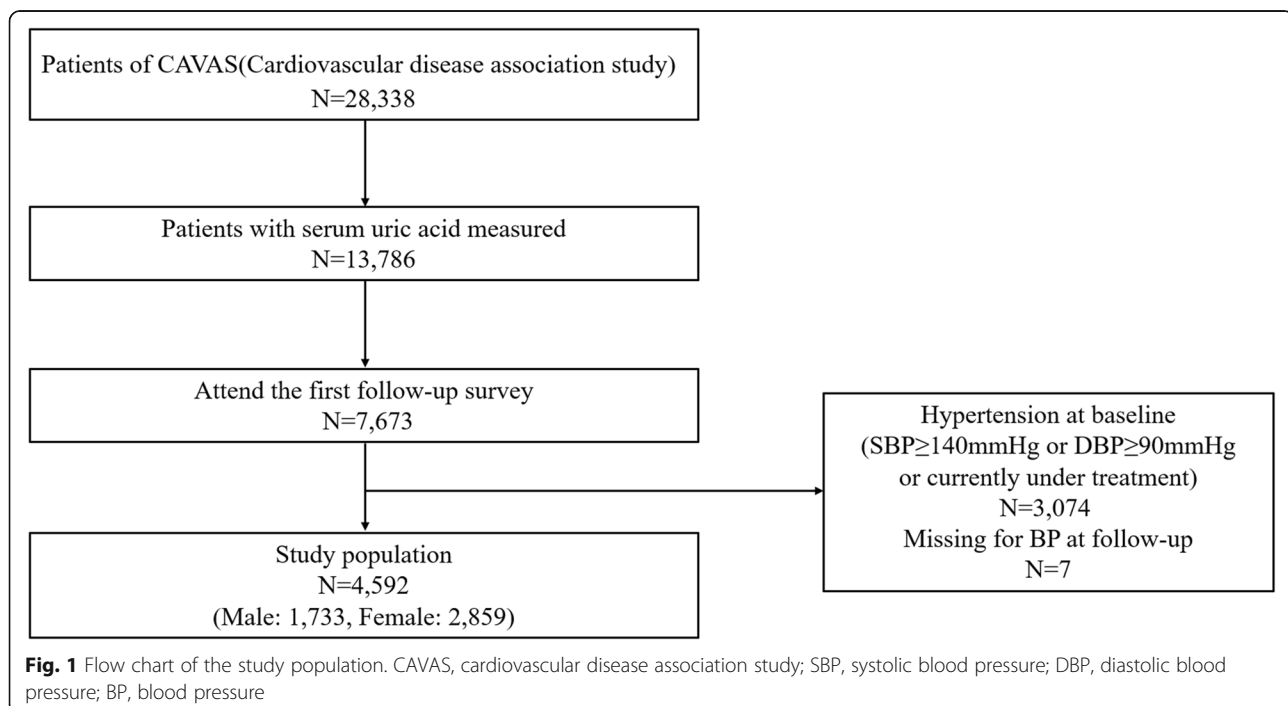 Patients of CAVAS(Cardiovascular disease association study)
N=28,338
Patients with serum uric acid measured
N=13,786
Attend the first follow-up survey
N=7,673
Hypertension at baseline
(SBP≥140mmHg or DBP≥90mmHg
or currently under treatment)
N=3,074
Missing for BP at follow-up
N=7
Study population
N=4,592
(Male: 1,733, Female: 2,859)
Fig. 1 Flow chart of the study population. CAVAS, cardiovascular disease association study; SBP, systolic blood pressure; DBP, diastolic blood
pressure; BP, blood pressure